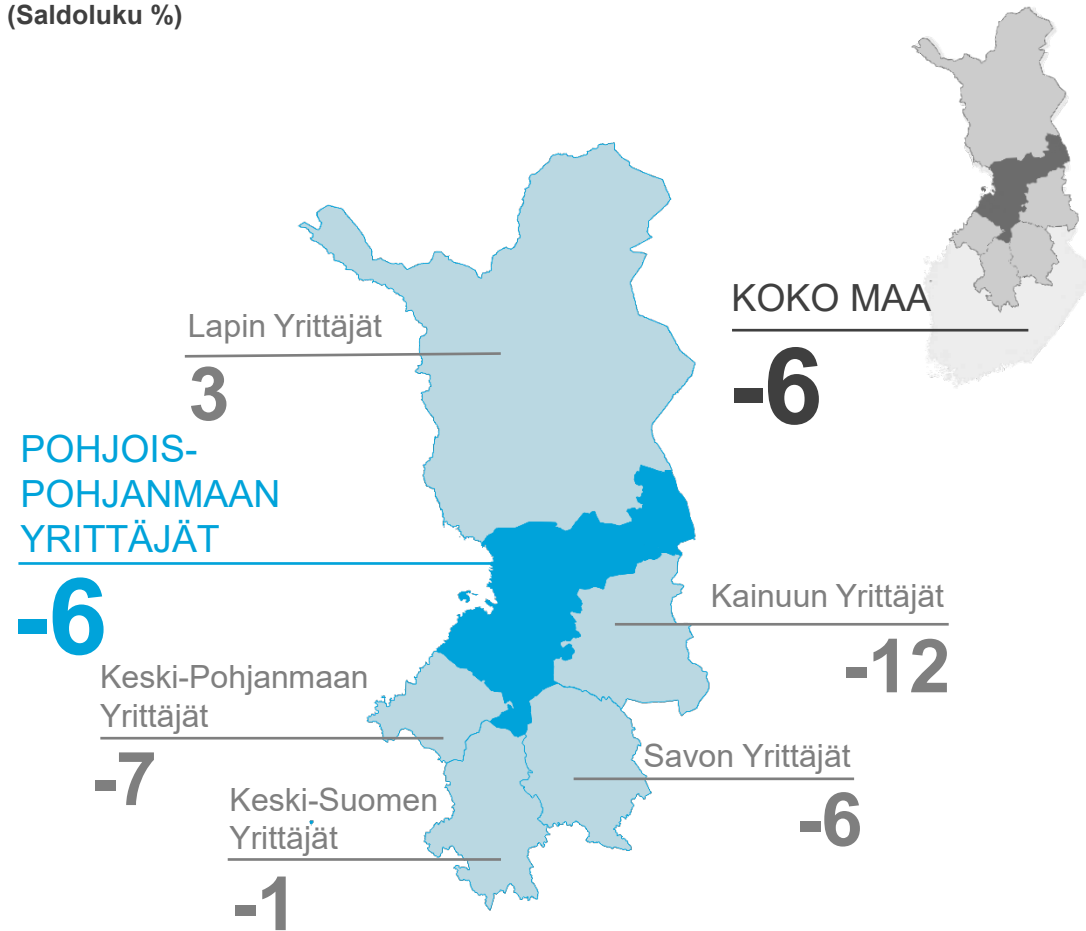 (Saldoluku %)
KOKO MAA
-6
Lapin Yrittäjät
3
POHJOIS-
POHJANMAAN
YRITTÄJÄT
-6
Kainuun Yrittäjät
-12
Keski-Pohjanmaan
Yrittäjät
-7
Savon Yrittäjät
-6
Keski-Suomen
Yrittäjät
-1